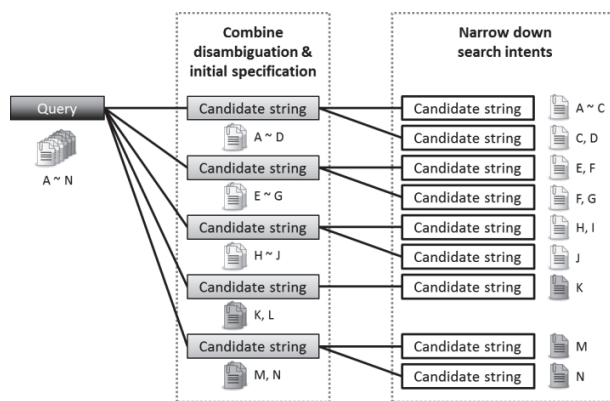 Combine
disambiguation &
initial specification
Narrow down
search intents
Query
A ~ N
Candidate string
A ~ D
Candidate string
E ~ G
Candidate string
H ~ J
Candidate string
K, L
Candidate string
M, N
Candidate string A ~ C
Candidate string C, D
Candidate string E, F
Candidate string F, G
Candidate string H, I
Candidate string J
Candidate string K
Candidate string M
Candidate string N